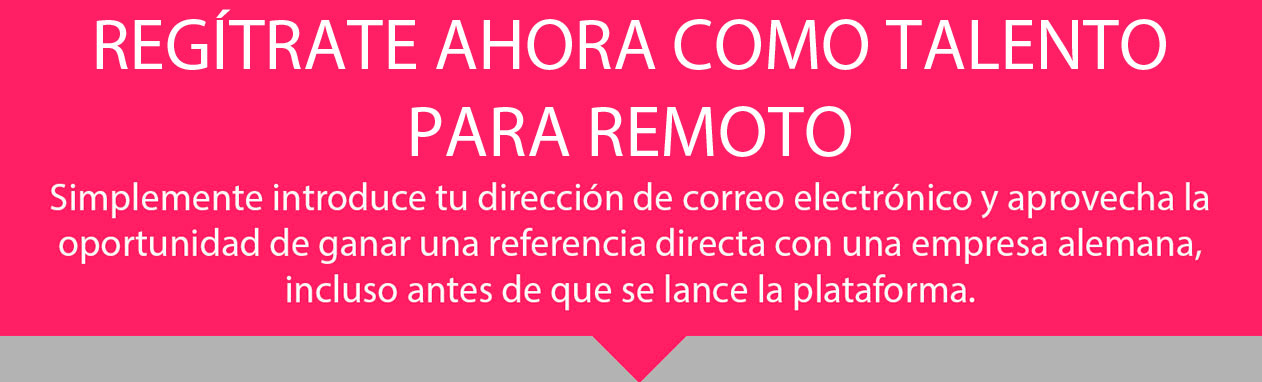 REGÍTRATE AHORA COMO TALENTO
PARA REMOTO
Simplemente introduce tu dirección de correo electrónico y aprovecha la
oportunidad de ganar una referencia directa con una empresa alemana,
incluso antes de que se lance la plataforma.